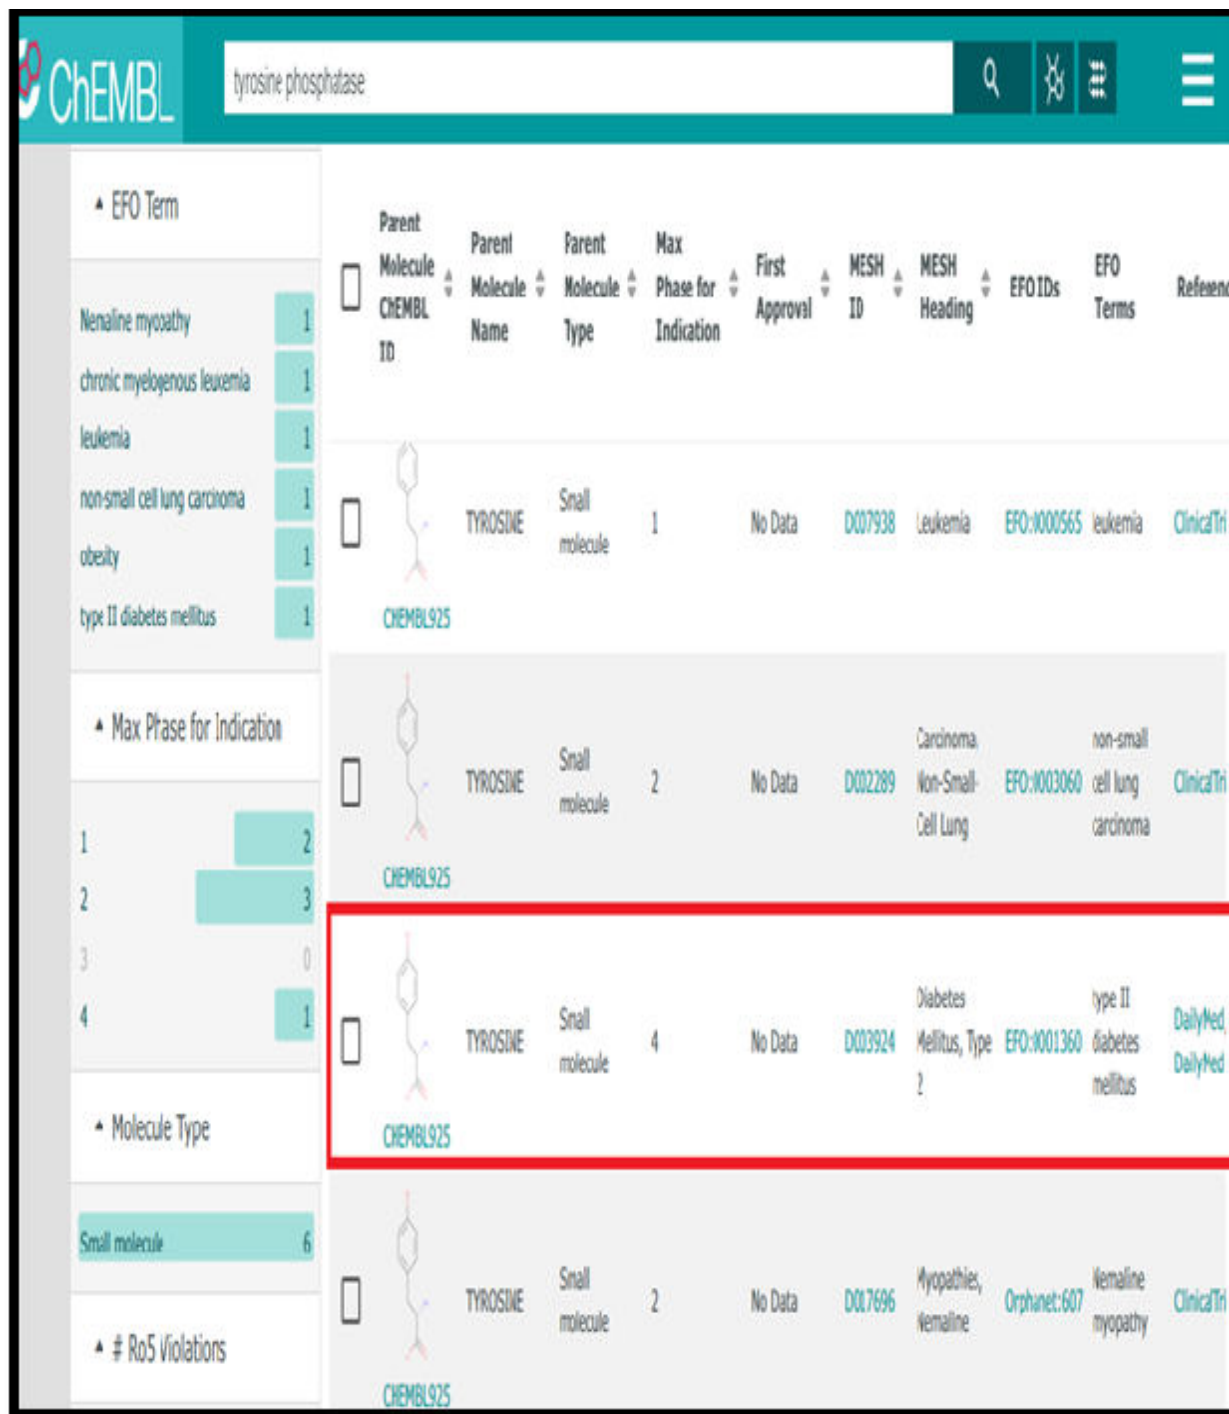 ChEMBL
tyrosine phosphatase
EFO Term
Nenaline myopathy 1
chronic myelogenous leukemia 1
leukemia 1
non-small cell lung carcinoma 1
obesity 1
type II diabetes mellitus 1
Max Phase for Indication
1 2
2 3
3 0
4 1
Molecule Type
Small molecule 6
# Ro5 Violations
Parent
Molecule
ChEMBL
ID
Parent
Molecule
Name
Parent
Molecule
Type
Max
Phase for
Indication
First
Approval
MESH
ID
MESH
Heading
EFO IDs
EFO
Terms
Referenc
CHEMBL925
TYROSINE
Small
molecule
1
No Data
D007938
Leukemia
EFO:0000565
leukemia
ClinicalTri
CHEMBL925
TYROSINE
Small
molecule
2
No Data
D002289
Carcinoma,
Non-Small-
Cell Lung
EFO:0003060
non-small
cell lung
carcinoma
ClinicalTri
CHEMBL925
TYROSINE
Small
molecule
4
No Data
D003924
Diabetes
Mellitus, Type
2
EFO:0001360
type II
diabetes
mellitus
DailyMed,
DailyMed
CHEMBL925
TYROSINE
Small
molecule
2
No Data
D017696
Myopathies,
Nemaline
Orphanet:607
Nemaline
myopathy
ClinicalTri